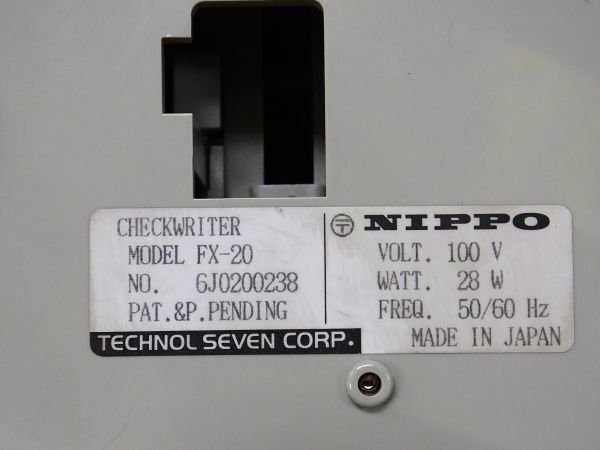 CHECKWRITER
MODEL FX-20
NO. 6J0200238
PAT.&P.PENDING
TECHNOL SEVEN CORP.
〒 NIPPO
VOLT. 100 V
WATT. 28 W
FREQ. 50/60 Hz
MADE IN JAPAN